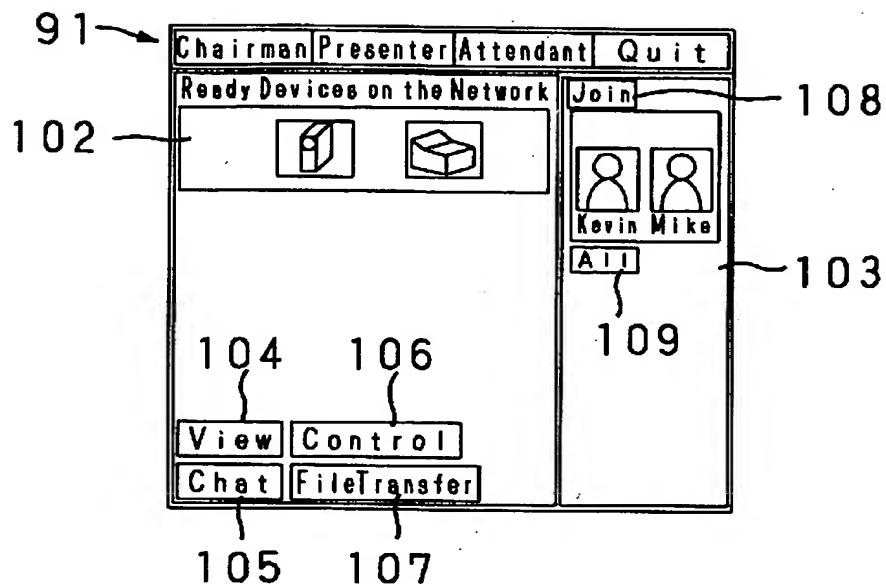 91
Chairman Presenter Attendant Quit
Ready Devices on the Network
Join
108
102
Kevin Mike
All
103
109
104 106
View Control
Chat FileTransfer
105 107